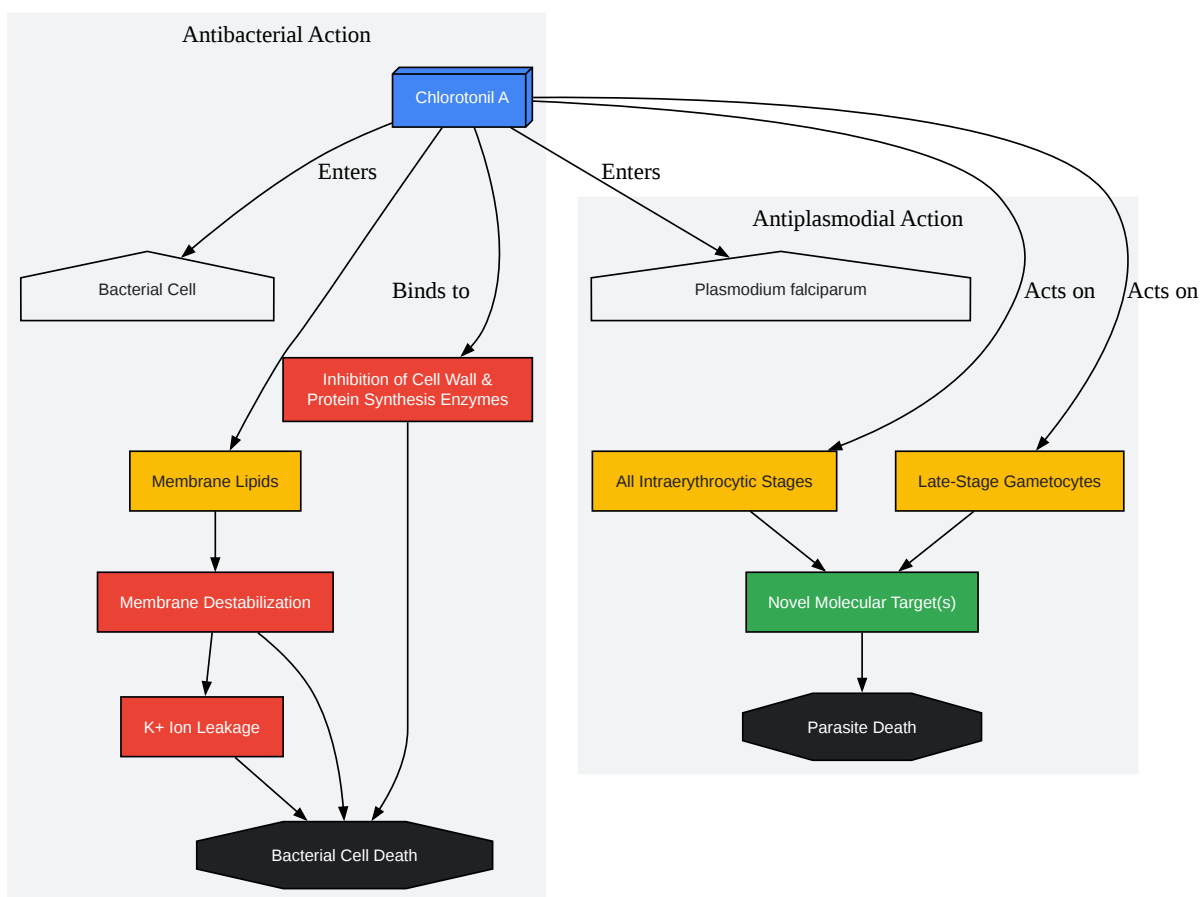 Antibacterial Action
Chlorotonil A
Enters
Enters
Antiplasmodial Action
Bacterial Cell
Binds to
Plasmodium falciparum
Acts on
Acts on
Inhibition of Cell Wall &
Protein Synthesis Enzymes
Membrane Lipids
All Intraerythrocytic Stages
Late-Stage Gametocytes
Membrane Destabilization
Novel Molecular Target(s)
K+ Ion Leakage
Parasite Death
Bacterial Cell Death